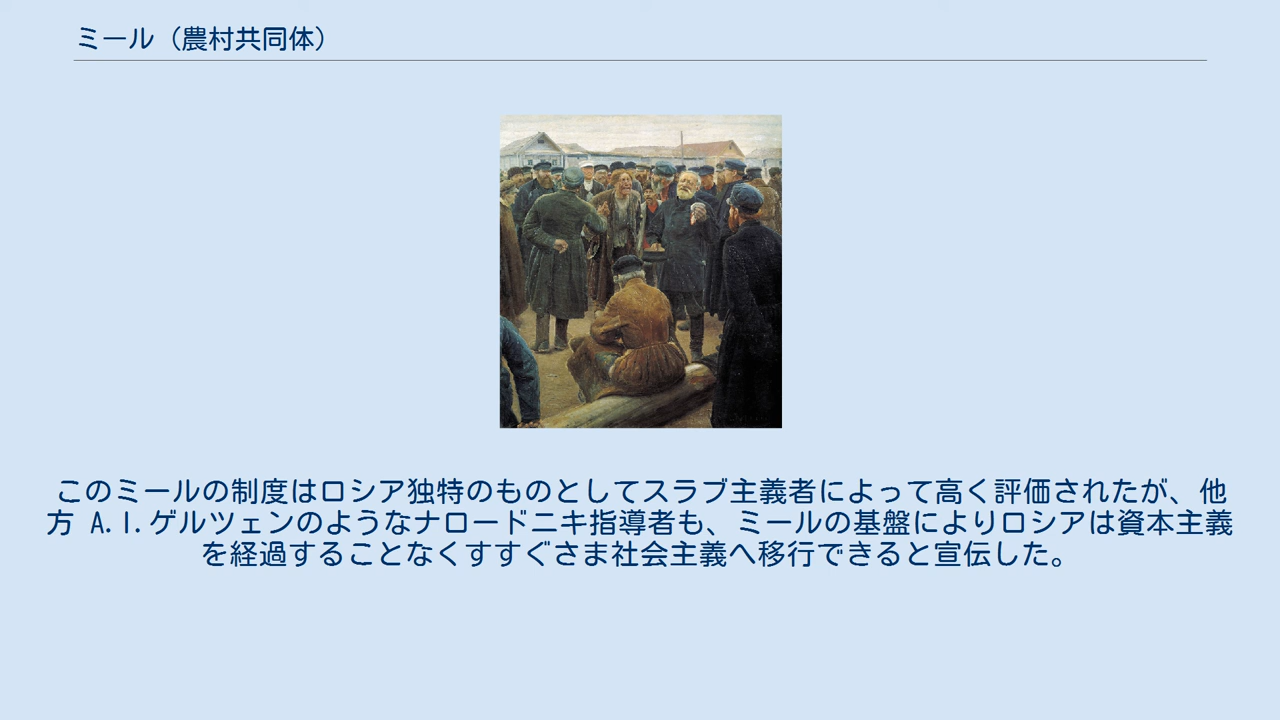 ミール（農村共同体）
このミールの制度はロシア独特のものとしてスラブ主義者によって高く評価されたが、他
方 A.I.ゲルツェンのようなナロードニキ指導者も、ミールの基盤によりロシアは資本主義
を経過することなくすすぐさま社会主義へ移行できると宣伝した。